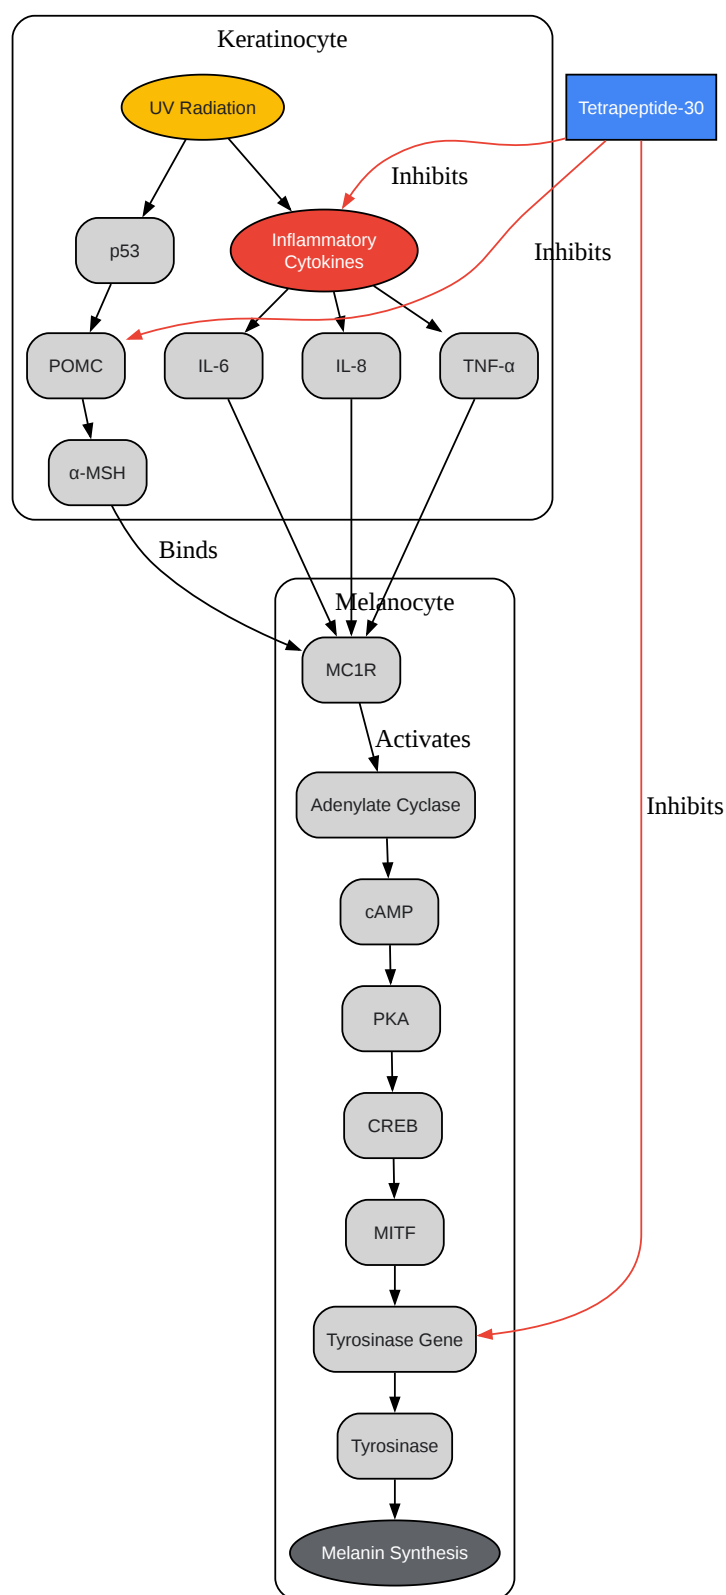 Keratinocyte
UV Radiation
Tetrapeptide-30
Inhibits
p53
Inflammatory
Cytokines
Inhibits
POMC
IL-6
IL-8
TNF-α
α-MSH
Binds
Melanocyte
MC1R
Activates
Adenylate Cyclase
Inhibits
cAMP
PKA
CREB
MITF
Tyrosinase Gene
Tyrosinase
Melanin Synthesis